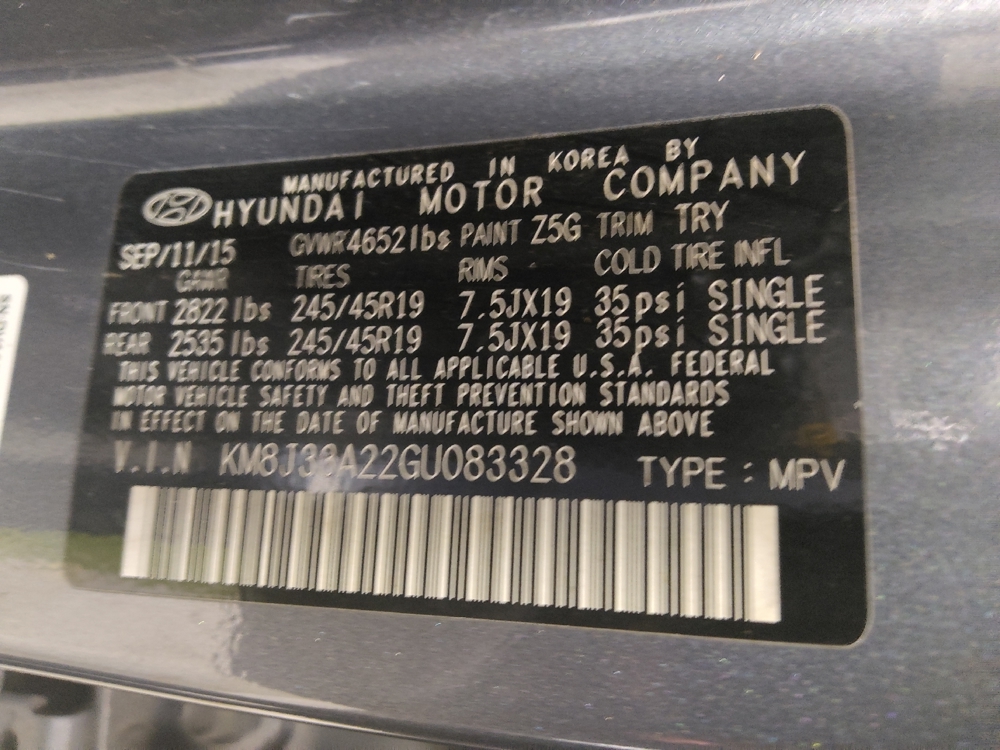 MANUFACTURED IN KOREA BY
HYUNDAI MOTOR COMPANY
SEP/11/15 GVWR 4652 lbs PAINT Z5G TRIM TRY
GAWR TIRES RIMS COLD TIRE INFL
FRONT 2822 lbs 245/45R19 7.5JX19 35psi SINGLE
REAR 2535 lbs 245/45R19 7.5JX19 35psi SINGLE
THIS VEHICLE CONFORMS TO ALL APPLICABLE U.S.A. FEDERAL
MOTOR VEHICLE SAFETY AND THEFT PREVENTION STANDARDS
IN EFFECT ON THE DATE OF MANUFACTURE SHOWN ABOVE
V.I.N KM8J33A22GU083328 TYPE : MPV